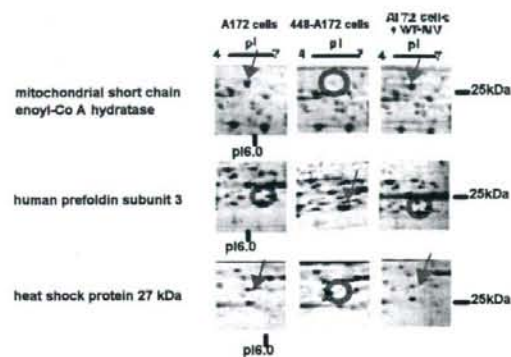 A172 cells
448-A172 cells
A172 cells
+ WT-MV
pI
4 7
pI
4 7
pI
4 7
mitochondrial short chain
enoyl-Co A hydratase
25kDa
pI6.0
human prefoldin subunit 3
25kDa
pI6.0
heat shock protein 27 kDa
25kDa
pI6.0